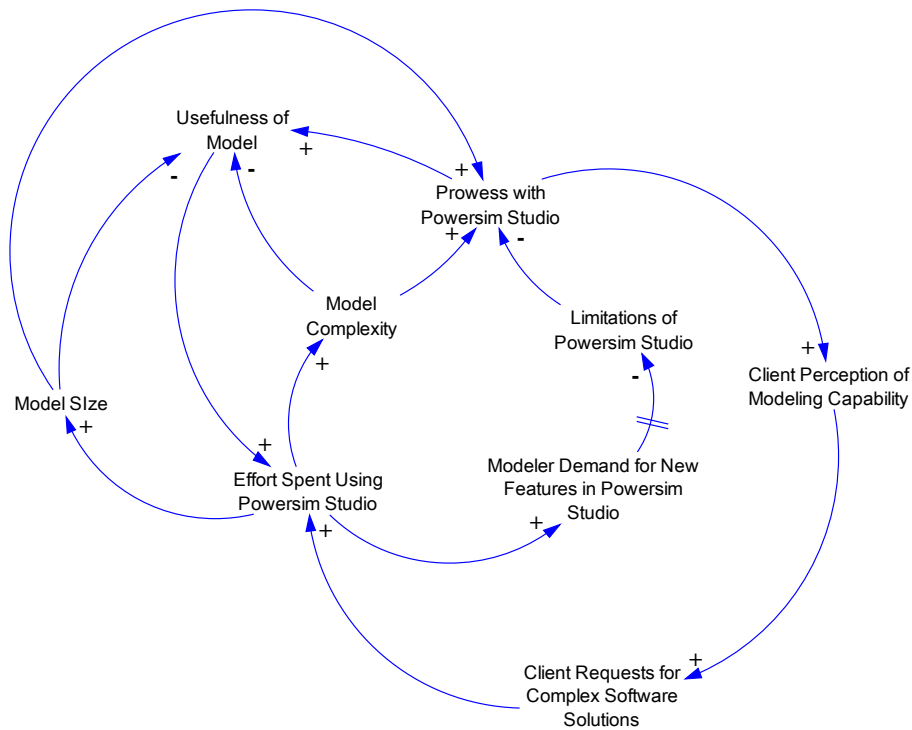 Usefulness of
Model
+
-
-
+
Prowess with
Powersim Studio
+
-
Model
Complexity
+
Limitations of
Powersim Studio
-
+
Client Perception of
Modeling Capability
Model SIze
+
+
Effort Spent Using
Powersim Studio
+
Modeler Demand for New
Features in Powersim
Studio
+
+
Client Requests for
Complex Software
Solutions